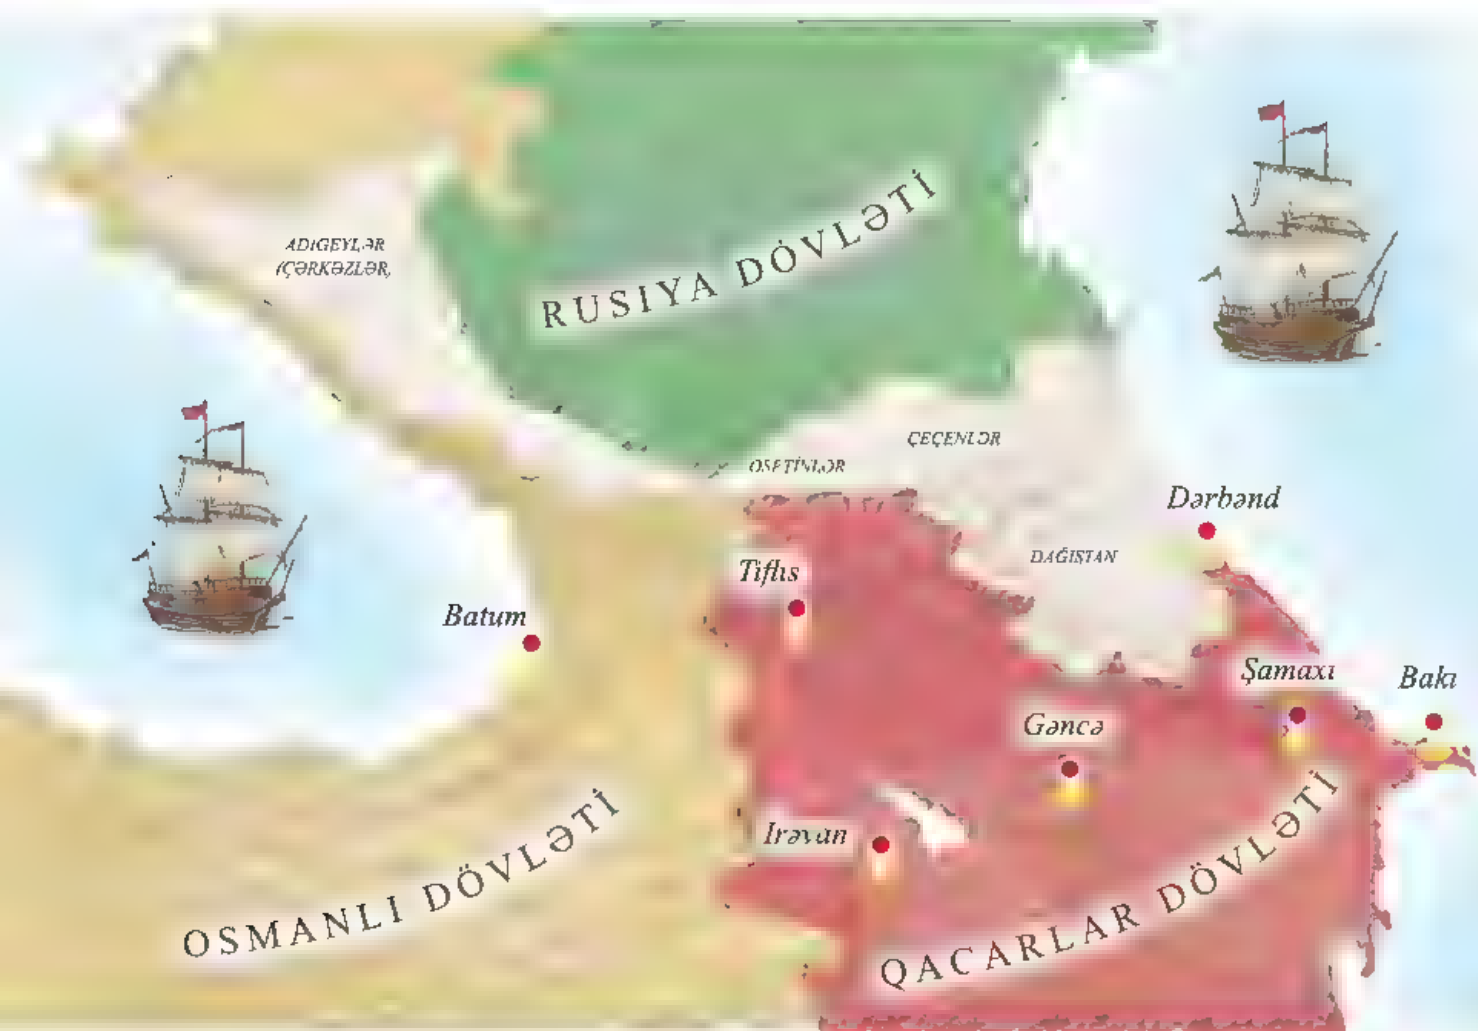 ADIGEYLƏR
(ÇƏRKƏZLƏR,
RUSIYA DÖVLƏTİ
ÇEÇENLƏR
OSETİNLƏR
Dərbənd
DAĞISTAN
Tiflis
Batum
Şamaxı
Bakı
Gəncə
İrəvan
OSMANLI DÖVLƏTİ
QACARLAR DÖVLƏTİ